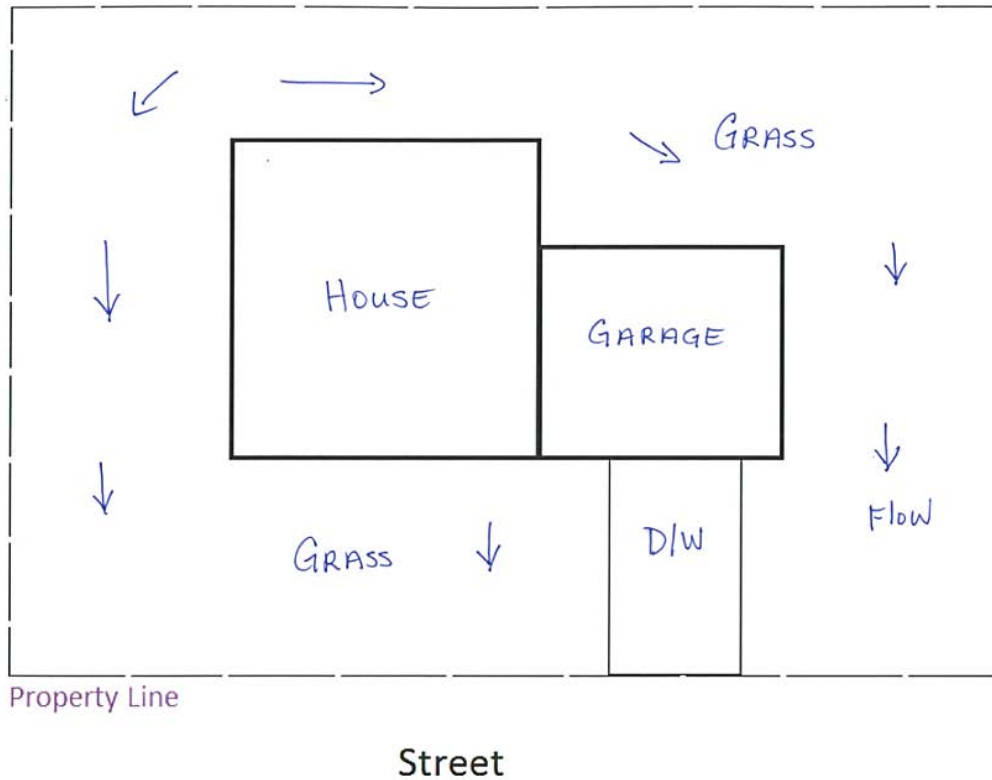 GRASS
HOUSE
GARAGE
Flow
D/W
GRASS
Property Line
Street